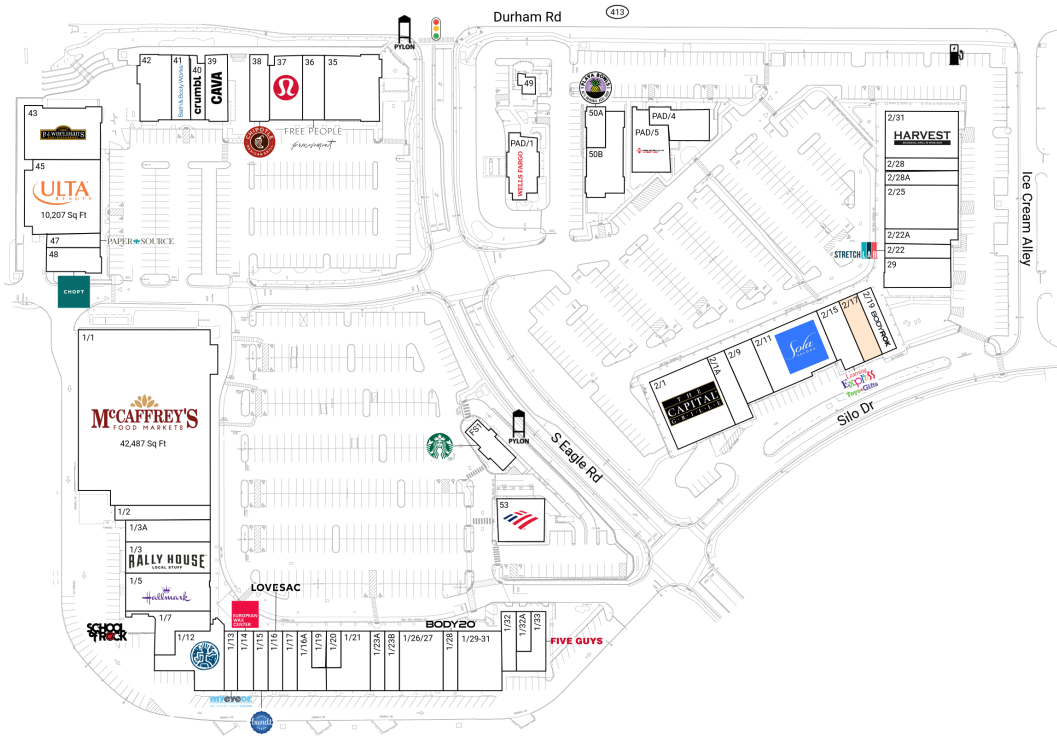 Durham Rd
413
PYLON
42
41
Bath & Body Works
40
crumbl
39
CAVA
38
37
36
35
CHIPOTLE
MEXICAN GRILL
FREE PEOPLE
paramount
43
P.J. WHELIHAN'S
45
ULTA
BEAUTY
10,207 Sq Ft
47
48
PAPER SOURCE
CHOPT
49
PAD/1
WELLS FARGO
PLAYA BOWLS
50A
50B
PAD/4
PAD/5
2/31
HARVEST
2/28
2/28A
2/25
2/22A
2/22
29
STRETCH LAB
Ice Cream Alley
2/1
THE
CAPITAL
GRILLE
2/1A
2/9
2/11
Sola
SALONS
2/15
2/17
2/19
BODYROK
Learning
Express
Toys & Gifts
Silo Dr
S Eagle Rd
1/1
McCAFFREY'S
FOOD MARKETS
42,487 Sq Ft
FS1
PYLON
53
1/2
1/3A
1/3
RALLY HOUSE
LOCAL STUFF
1/5
Hallmark
1/7
SCHOOL
of ROCK
1/12
EUROPEAN
WAX
CENTER
LOVESAC
1/13
1/14
1/15
1/16
1/17
1/16A
1/19
1/20
1/21
1/23A
1/23B
BODY20
1/26/27
1/28
1/29-31
1/32
1/32A
1/33
FIVE GUYS
myeyedr.
bundt